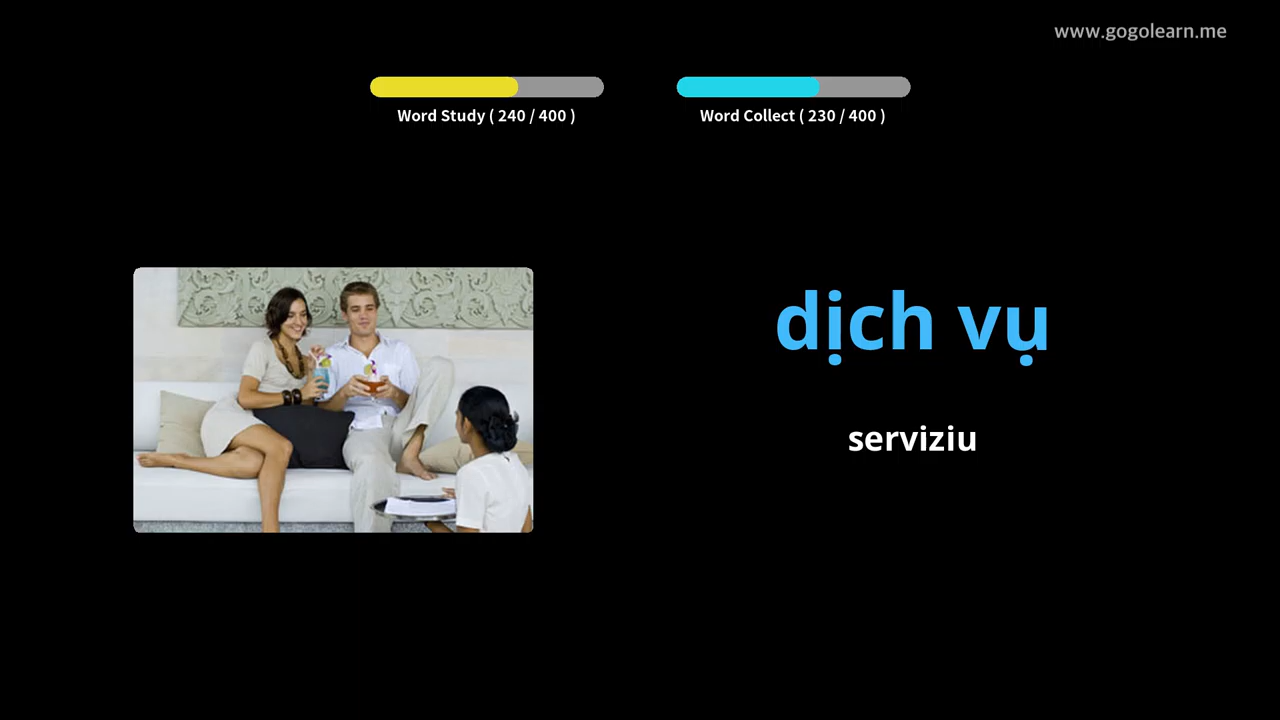 www.gogolearn.me
Word Study ( 240 / 400 )
Word Collect ( 230 / 400 )
dịch vụ
serviziu